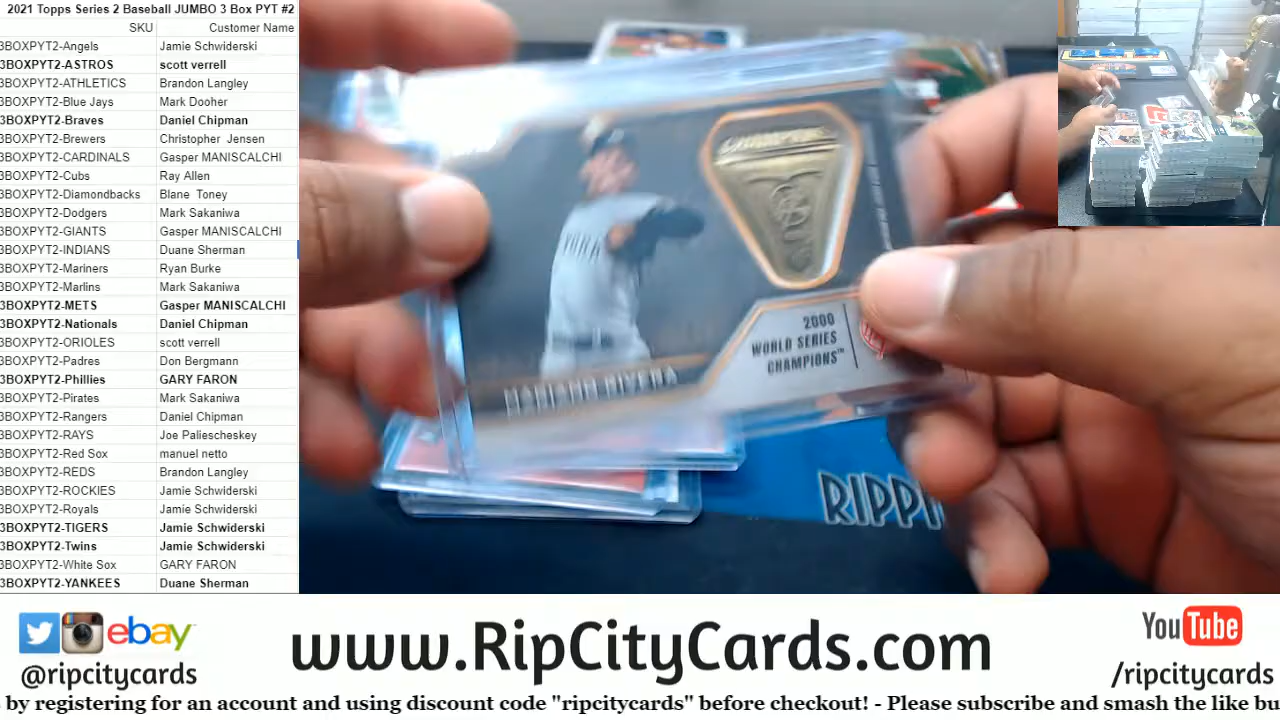 2021 Topps Series 2 Baseball JUMBO 3 Box PYT #2
SKU Customer Name
3BOXPYT2-Angels Jamie Schwiderski
3BOXPYT2-ASTROS scott verrell
3BOXPYT2-ATHLETICS Brandon Langley
3BOXPYT2-Blue Jays Mark Dooher
3BOXPYT2-Braves Daniel Chipman
3BOXPYT2-Brewers Christopher Jensen
3BOXPYT2-CARDINALS Gasper MANISCALCHI
3BOXPYT2-Cubs Ray Allen
3BOXPYT2-Diamondbacks Blane Toney
3BOXPYT2-Dodgers Mark Sakaniwa
3BOXPYT2-GIANTS Gasper MANISCALCHI
3BOXPYT2-INDIANS Duane Sherman
3BOXPYT2-Mariners Ryan Burke
3BOXPYT2-Marlins Mark Sakaniwa
3BOXPYT2-METS Gasper MANISCALCHI
3BOXPYT2-Nationals Daniel Chipman
3BOXPYT2-ORIOLES scott verrell
3BOXPYT2-Padres Don Bergmann
3BOXPYT2-Phillies GARY FARON
3BOXPYT2-Pirates Mark Sakaniwa
3BOXPYT2-Rangers Daniel Chipman
3BOXPYT2-RAYS Joe Paliescheskey
3BOXPYT2-Red Sox manuel netto
3BOXPYT2-REDS Brandon Langley
3BOXPYT2-ROCKIES Jamie Schwiderski
3BOXPYT2-Royals Jamie Schwiderski
3BOXPYT2-TIGERS Jamie Schwiderski
3BOXPYT2-Twins Jamie Schwiderski
3BOXPYT2-White Sox GARY FARON
3BOXPYT2-YANKEES Duane Sherman
CHAMPIONS
MARIANO RIVERA
2000
WORLD SERIES
CHAMPIONS™
RIPPI
ebay
@ripcitycards
www.RipCityCards.com
YouTube
/ripcitycards
s by registering for an account and using discount code "ripcitycards" before checkout! - Please subscribe and smash the like bu